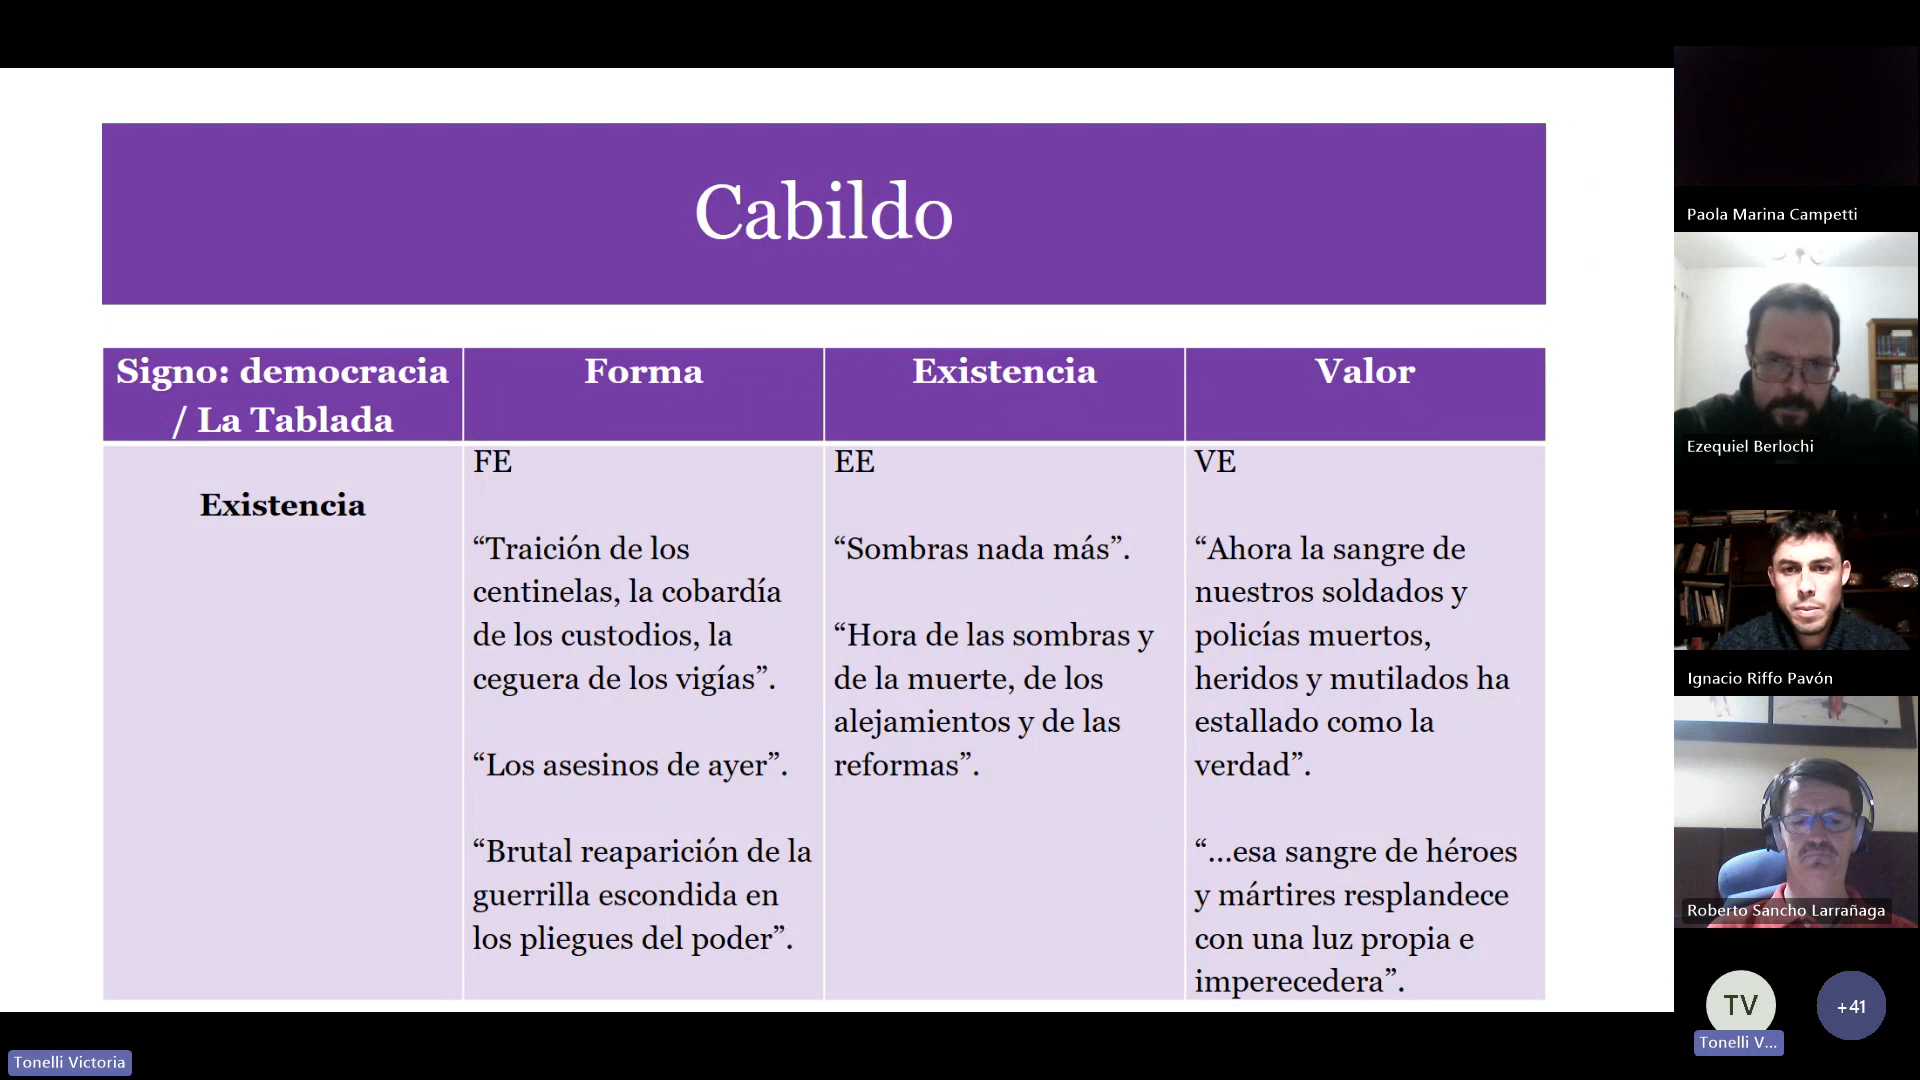 Cabildo
Signo: democracia
/ La Tablada
Forma
Existencia
Valor
Existencia
FE
“Traición de los
centinelas, la cobardía
de los custodios, la
ceguera de los vigías”.
“Los asesinos de ayer”.
“Brutal reaparición de la
guerrilla escondida en
los pliegues del poder”.
EE
“Sombras nada más”.
“Hora de las sombras y
de la muerte, de los
alejamientos y de las
reformas”.
VE
“Ahora la sangre de
nuestros soldados y
policías muertos,
heridos y mutilados ha
estallado como la
verdad”.
“…esa sangre de héroes
y mártires resplandece
con una luz propia e
imperecedera”.
Paola Marina Campetti
Ezequiel Berlochi
Ignacio Riffo Pavón
Roberto Sancho Larrañaga
TV
+41
Tonelli V...
Tonelli Victoria